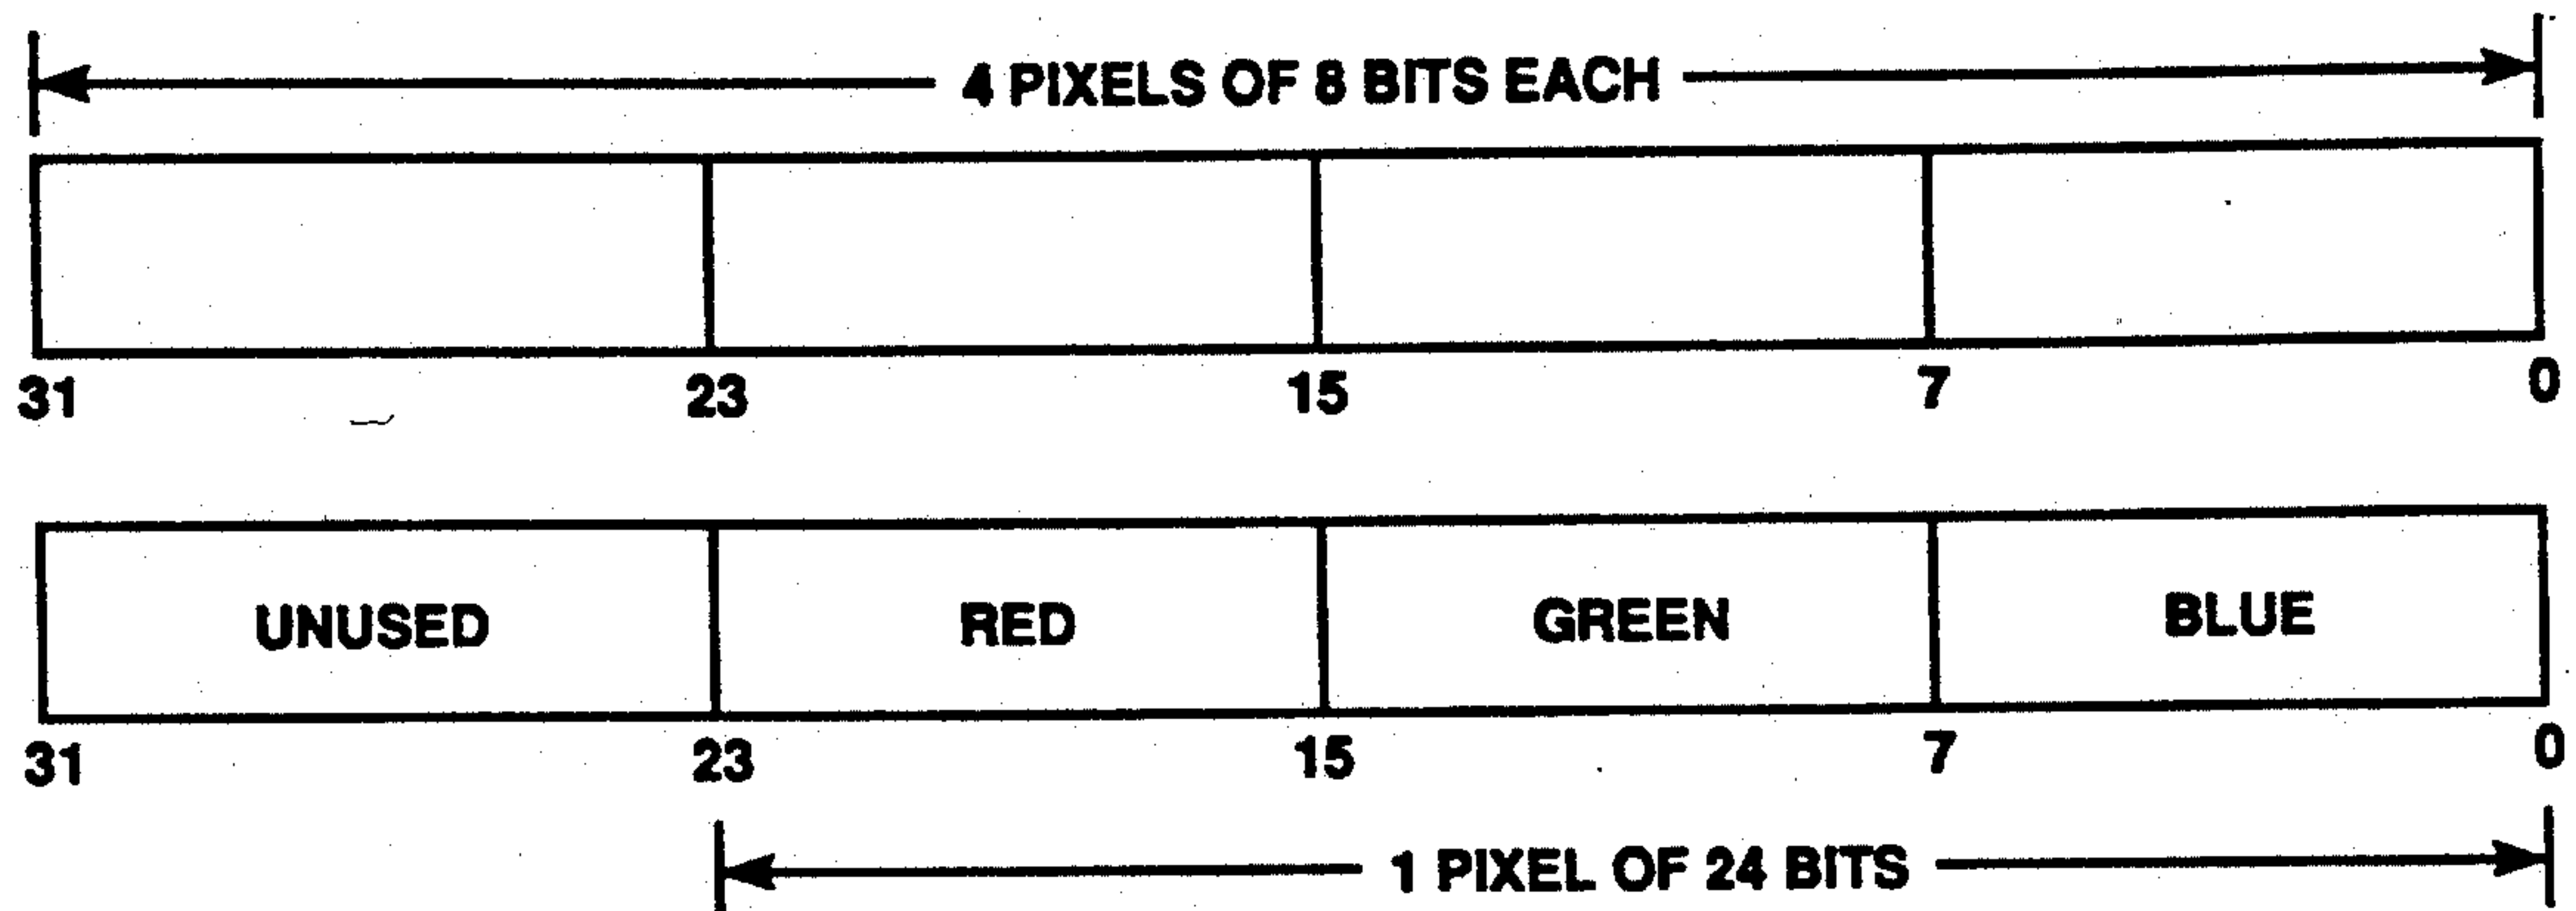 4 PIXELS OF 8 BITS EACH
31 23 15 7 0
UNUSED RED GREEN BLUE
31 23 15 7 0
1 PIXEL OF 24 BITS